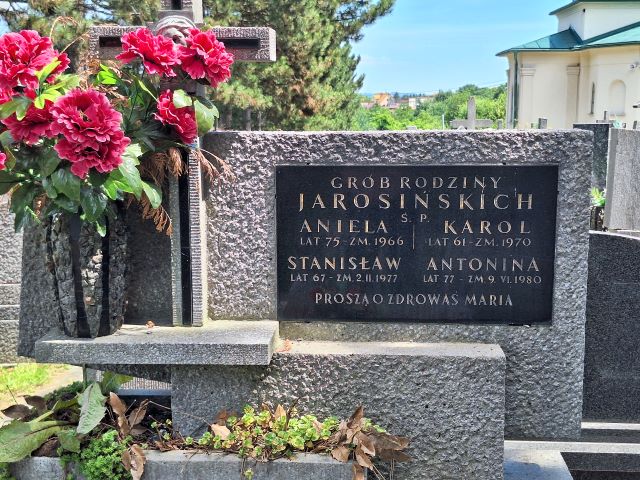 GRÓB RODZINY
JAROSIŃSKICH
Ś. P.
ANIELA KAROL
LAT 75-ZM.1966 LAT 61-ZM.1970
STANISŁAW ANTONINA
LAT 67-ZM.2.II.1977 LAT 77-ZM.9.VI.1980
PROSZĄ O ZDROWAŚ MARIA